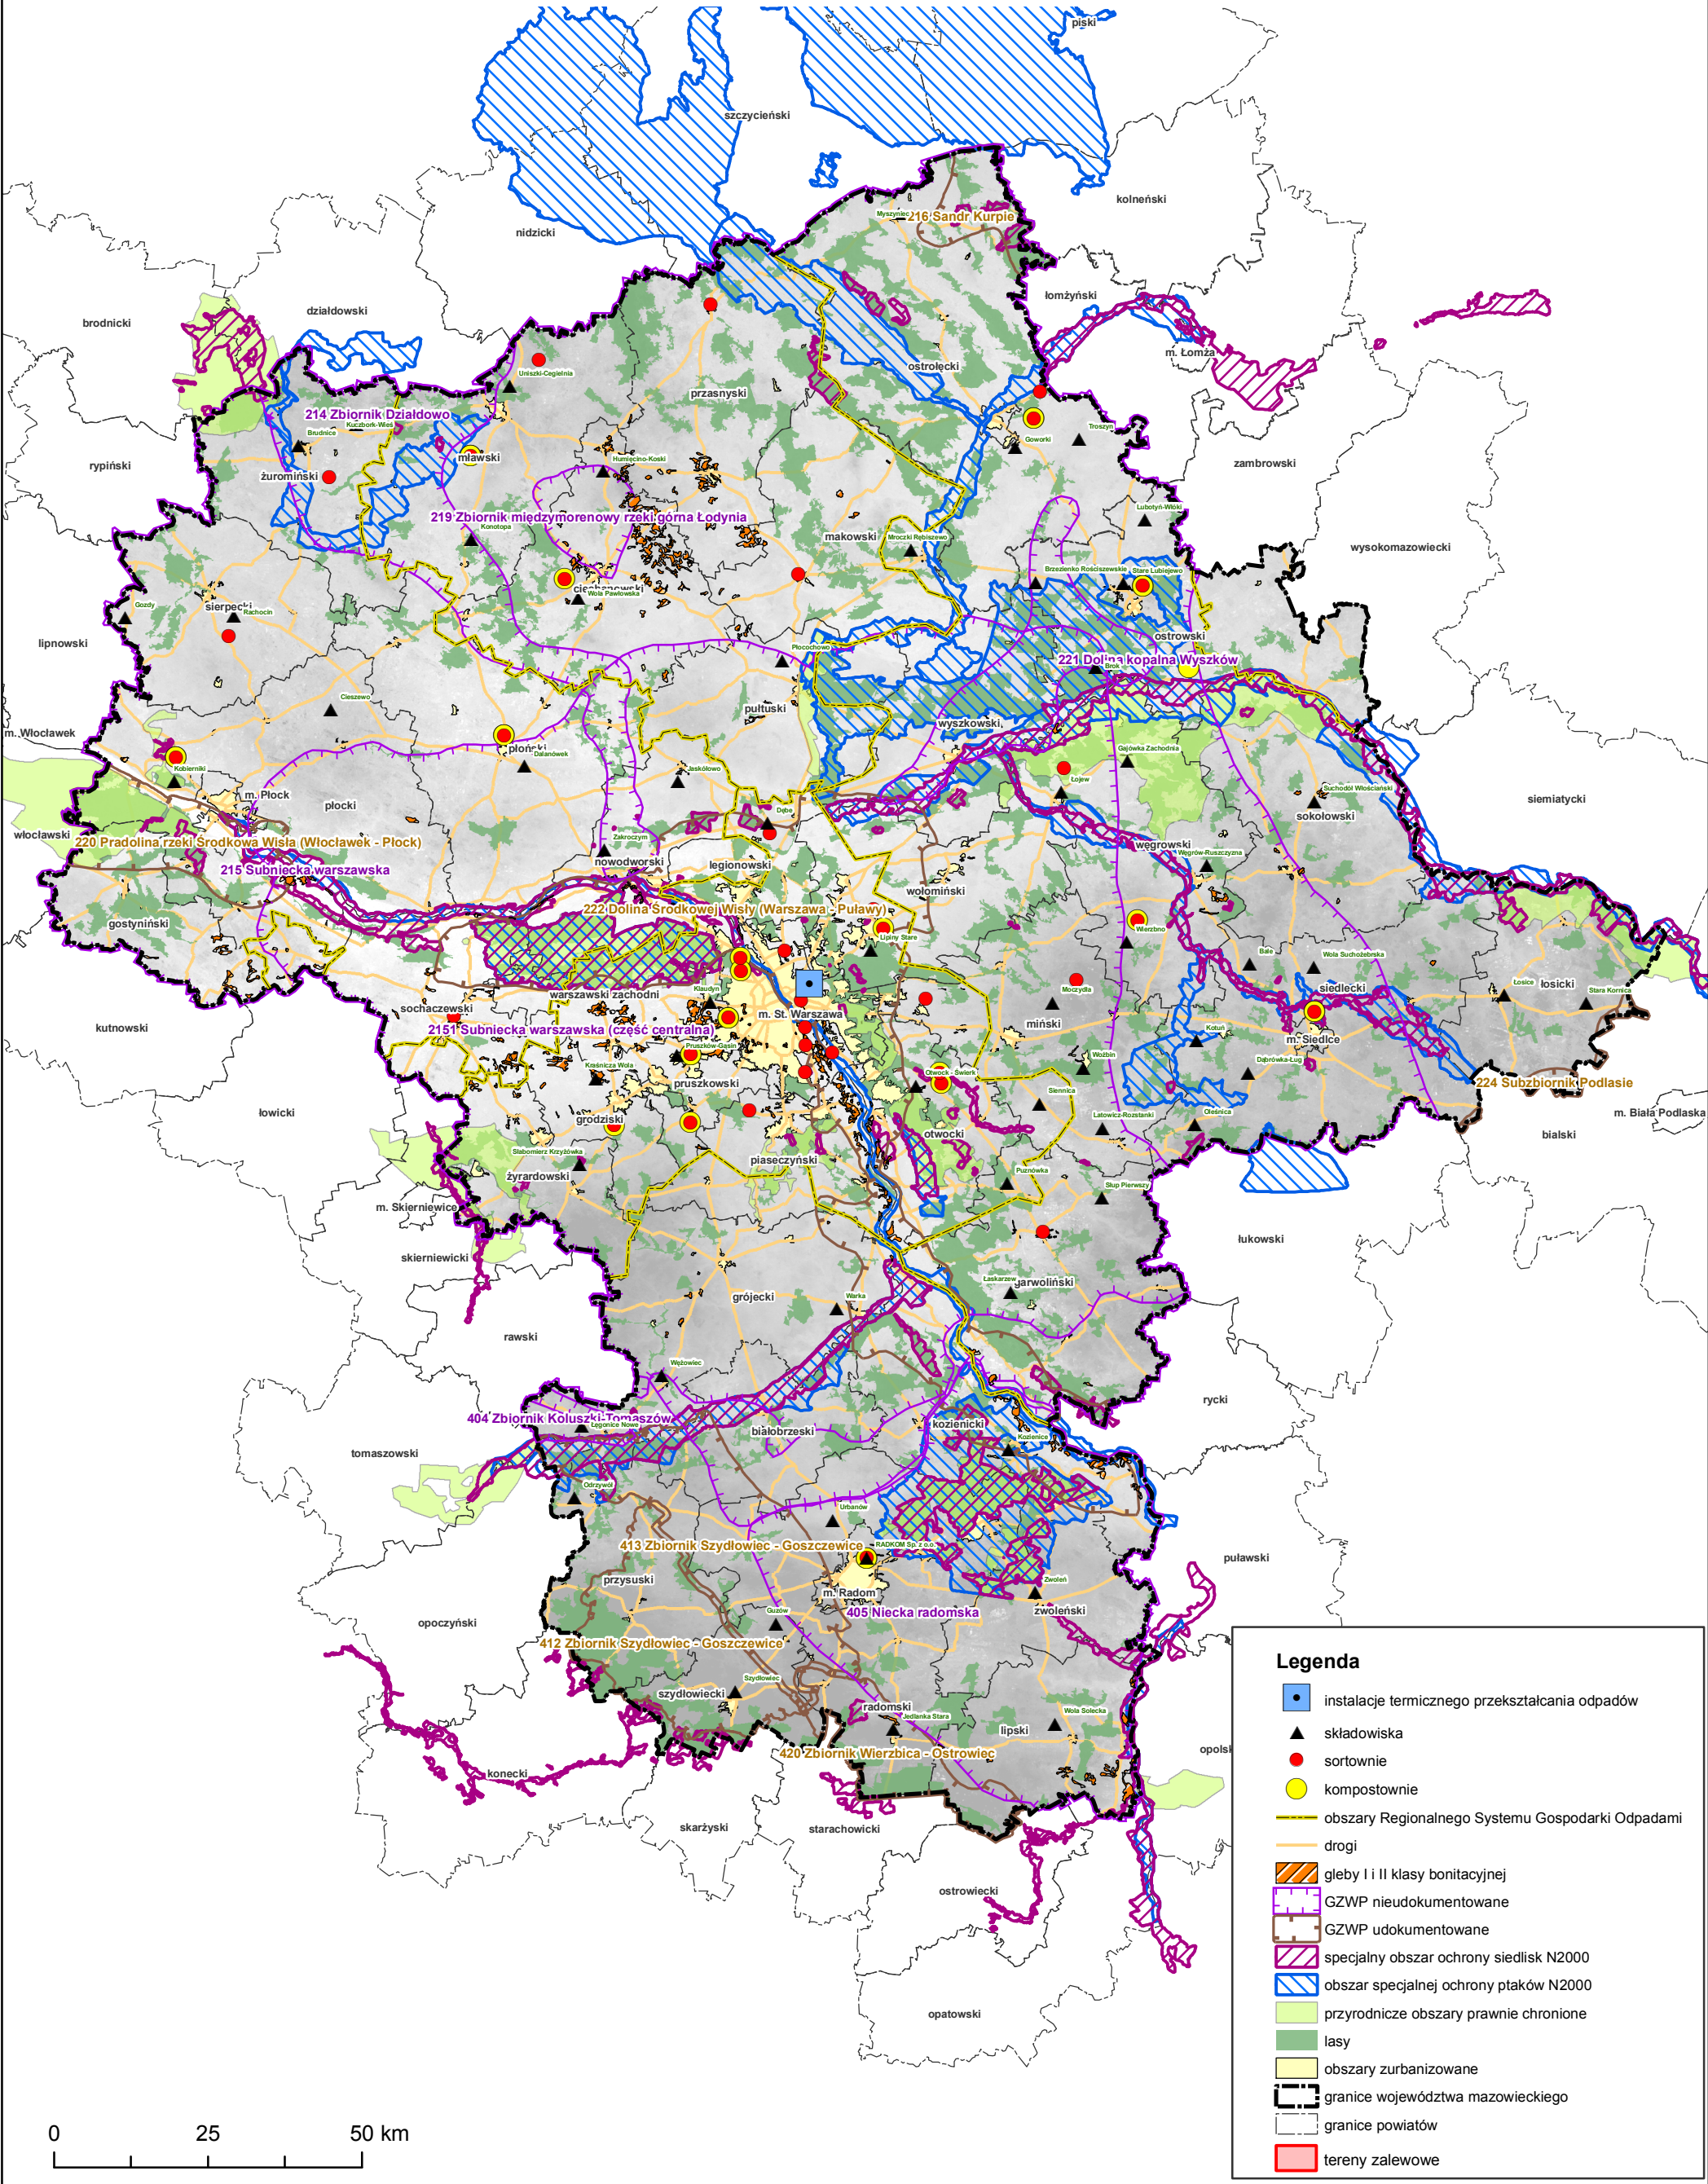 piski
szczycieński
kolneński
Myszyniec
216 Sandr Kurpie
nidzicki
łomżyński
działdowski
brodnicki
m. Łomża
ostrołęcki
Uniszki-Cegielnia
przasnyski
214 Zbiornik Działdowo
Kuczbork-Wieś
Brudnice
Troszyn
Goworki
mławski
Humięcino-Koski
zambrowski
rypiński
żuromiński
Lubotyń-Włóki
219 Zbiornik międzymorenowy rzeki górna Łodynia
Konotopa
makowski
Mroczki Rębiszewo
wysokomazowiecki
Brzezienko Rościszewskie
Stare Lubiejewo
ciechanowski
Wola Pawłowska
Gozdy
sierpecki
Rachocin
lipnowski
ostrowski
Płocochowo
221 Dolina kopalna Wyszków
Brok
Cieszewo
pułtuski
wyszkowski
m. Włocławek
płoński
Dalanówek
Gajówka Zachodnia
Kobierniki
Jaskółowo
Łojew
Suchodół Włościański
m. Płock
płocki
siemiatycki
Dębe
sokołowski
włocławski
220 Pradolina rzeki Środkowa Wisła (Włocławek - Płock)
Zakroczym
węgrowski
Węgrów-Ruszczyzna
nowodworski
legionowski
215 Subniecka warszawska
wołomiński
222 Dolina Środkowej Wisły (Warszawa - Puławy)
gostyniński
Wierzbno
Lipiny Stare
Bale
Wola Suchożebrska
Klaudyn
siedlecki
Łosice
łosicki
warszawski zachodni
Moczydła
Stara Kornica
sochaczewski
m. St. Warszawa
kutnowski
2151 Subniecka warszawska (część centralna)
miński
Kotuń
m. Siedlce
Pruszków-Gąsin
Woźbin
Dąbrówka-Ług
Kraśnicza Wola
Otwock - Świerk
pruszkowski
224 Subzbiornik Podlasie
Siennica
łowicki
Latowicz-Rozstanki
Oleśnica
m. Biała Podlaska
grodziski
otwocki
bialski
Słabomierz Krzyżówka
piaseczyński
żyrardowski
Puznówka
Słup Pierwszy
m. Skierniewice
łukowski
skierniewicki
Łaskarzew
garwoliński
grójecki
Warka
rawski
Wężowiec
rycki
404 Zbiornik Koluszki-Tomaszów
Łęgonice Nowe
białobrzeski
kozienicki
Kozienice
tomaszowski
Odrzywół
Urbanów
413 Zbiornik Szydłowiec - Goszczewice
RADKOM Sp. z o.o.
puławski
przysuski
m. Radom
Zwoleń
405 Niecka radomska
zwoleński
Guzów
opoczyński
412 Zbiornik Szydłowiec - Goszczewice
Szydłowiec
szydłowiecki
radomski
Jedlanka Stara
Wola Solecka
lipski
opolsk
420 Zbiornik Wierzbica - Ostrowiec
konecki
skarżyski
starachowicki
ostrowiecki
opatowski
Legenda
instalacje termicznego przekształcania odpadów
składowiska
sortownie
kompostownie
obszary Regionalnego Systemu Gospodarki Odpadami
drogi
gleby I i II klasy bonitacyjnej
GZWP nieudokumentowane
GZWP udokumentowane
specjalny obszar ochrony siedlisk N2000
obszar specjalnej ochrony ptaków N2000
przyrodnicze obszary prawnie chronione
lasy
obszary zurbanizowane
granice województwa mazowieckiego
granice powiatów
tereny zalewowe
0 25 50 km